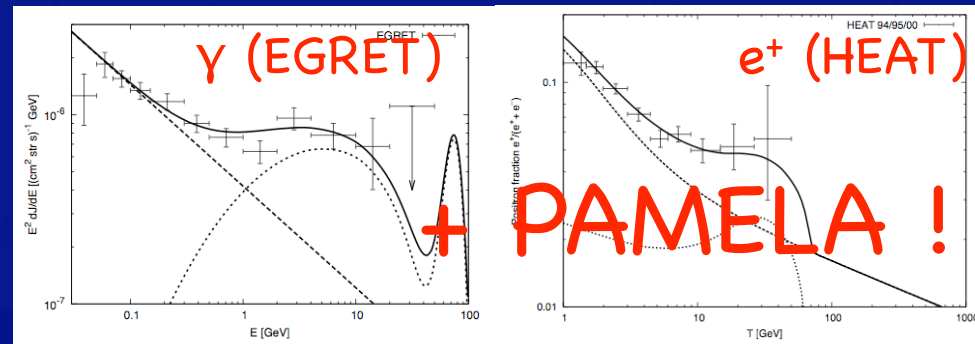 EGRET
γ (EGRET)
E² dJ/dE [(cm² str s)⁻¹ GeV]
10⁻⁶
10⁻⁷
0.1
1
10
100
E [GeV]
HEAT 94/95/00
e⁺ (HEAT)
Positron fraction e⁺/(e⁺+ e⁻)
0.1
0.01
1
10
100
1000
T [GeV]
+ PAMELA !